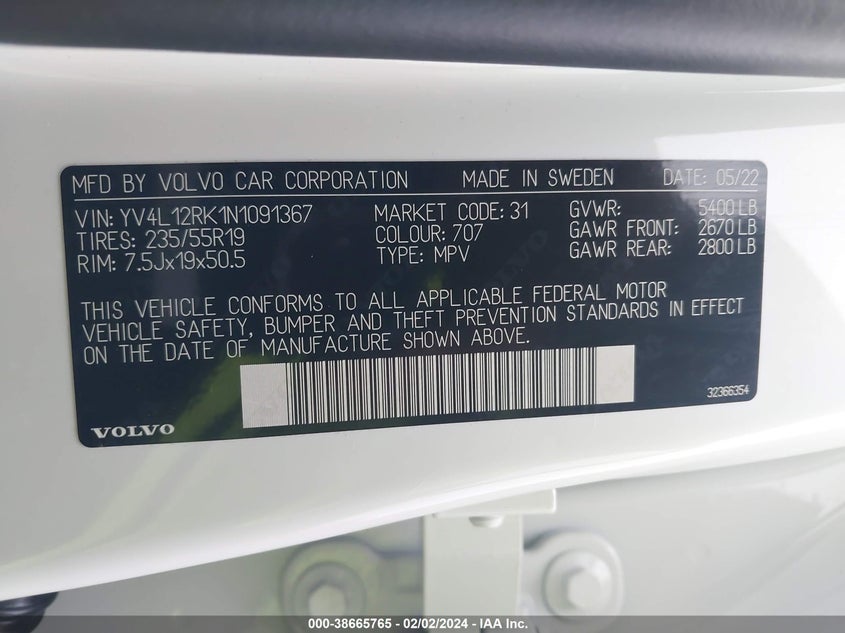 MFD BY VOLVO CAR CORPORATION MADE IN SWEDEN DATE: 05/22
VIN: YV4L12RK1N1091367 MARKET CODE: 31 GVWR: 5400 LB
TIRES: 235/55R19 COLOUR: 707 GAWR FRONT: 2670 LB
RIM: 7.5Jx19x50.5 TYPE: MPV GAWR REAR: 2800 LB
THIS VEHICLE CONFORMS TO ALL APPLICABLE FEDERAL MOTOR
VEHICLE SAFETY, BUMPER AND THEFT PREVENTION STANDARDS IN EFFECT
ON THE DATE OF MANUFACTURE SHOWN ABOVE.
32366354
VOLVO
000-38665765 - 02/02/2024 - © IAA Inc.